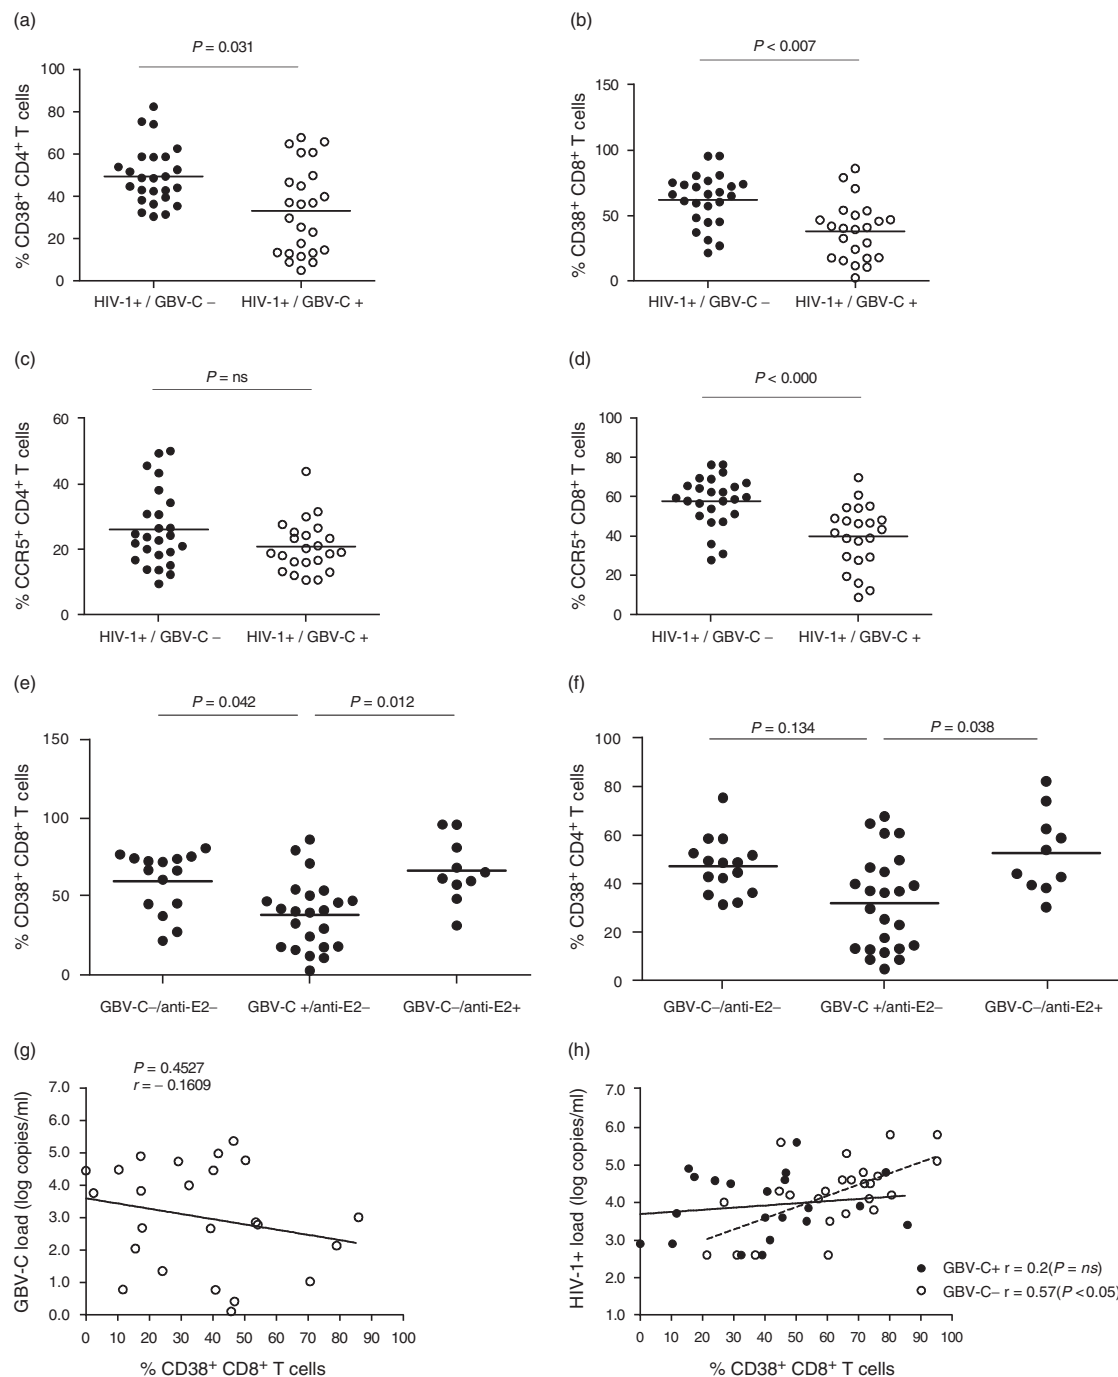 (a)
P = 0.031
100
80
60
40
20
0
% CD38+ CD4+ T cells
HIV-1+ / GBV-C –
HIV-1+ / GBV-C +
(b)
P < 0.007
150
100
50
0
% CD38+ CD8+ T cells
HIV-1+ / GBV-C –
HIV-1+ / GBV-C +
(c)
P = ns
60
40
20
0
% CCR5+ CD4+ T cells
HIV-1+ / GBV-C –
HIV-1+ / GBV-C +
(d)
P < 0.000
100
80
60
40
20
0
% CCR5+ CD8+ T cells
HIV-1+ / GBV-C –
HIV-1+ / GBV-C +
(e)
P = 0.042
P = 0.012
150
100
50
0
% CD38+ CD8+ T cells
GBV-C–/anti-E2–
GBV-C +/anti-E2–
GBV-C–/anti-E2+
(f)
P = 0.134
P = 0.038
100
80
60
40
20
0
% CD38+ CD4+ T cells
GBV-C–/anti-E2–
GBV-C +/anti-E2–
GBV-C–/anti-E2+
(g)
P = 0.4527
r = – 0.1609
7.0
6.0
5.0
4.0
3.0
2.0
1.0
0.0
GBV-C load (log copies/ml)
0 10 20 30 40 50 60 70 80 90 100
% CD38+ CD8+ T cells
(h)
7.0
6.0
5.0
4.0
3.0
2.0
1.0
HIV-1+ load (log copies/ml)
GBV-C+ r = 0.2(P = ns)
GBV-C– r = 0.57(P < 0.05)
0 10 20 30 40 50 60 70 80 90 100
% CD38+ CD8+ T cells